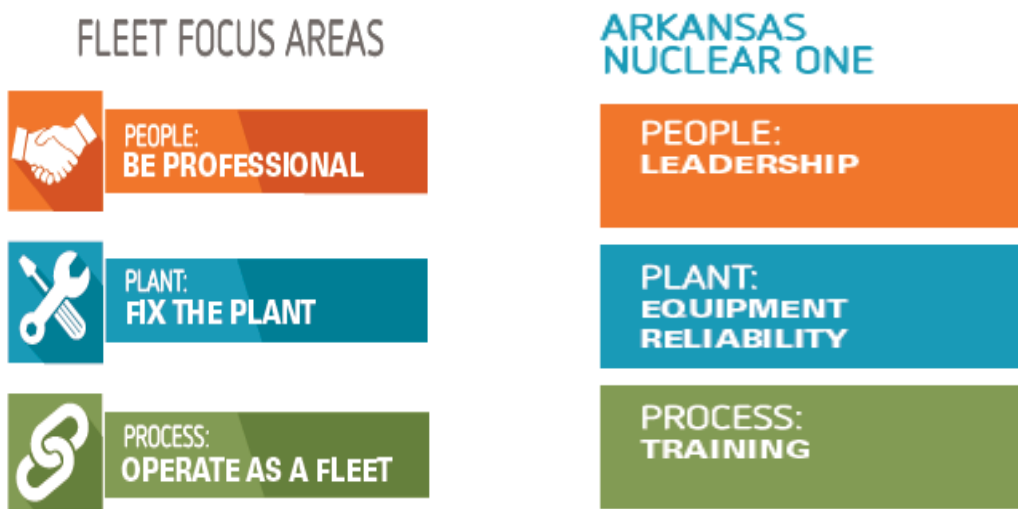 FLEET FOCUS AREAS
PEOPLE:
BE PROFESSIONAL
PLANT:
FIX THE PLANT
PROCESS:
OPERATE AS A FLEET
ARKANSAS
NUCLEAR ONE
PEOPLE:
LEADERSHIP
PLANT:
EQUIPMENT
RELIABILITY
PROCESS:
TRAINING